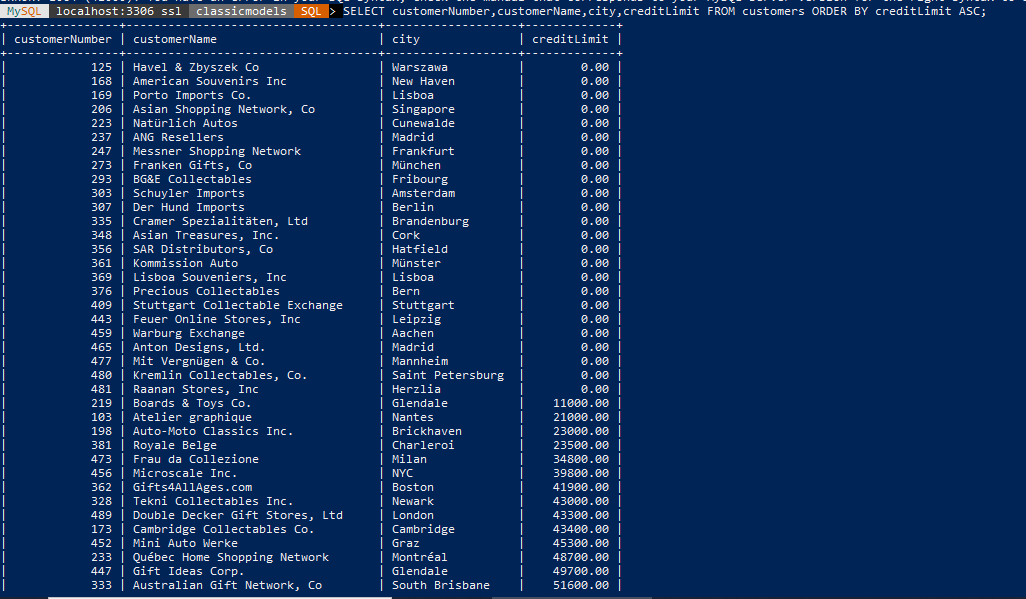 MySQL localhost:3306 ssl classicmodels SQL > SELECT customerNumber,customerName,city,creditLimit FROM customers ORDER BY creditLimit ASC;
+----------------+------------------------------------+-------------------+-------------+
| customerNumber | customerName | city | creditLimit |
+----------------+------------------------------------+-------------------+-------------+
| 125 | Havel & Zbyszek Co | Warszawa | 0.00 |
| 168 | American Souvenirs Inc | New Haven | 0.00 |
| 169 | Porto Imports Co. | Lisboa | 0.00 |
| 206 | Asian Shopping Network, Co | Singapore | 0.00 |
| 223 | Natürlich Autos | Cunewalde | 0.00 |
| 237 | ANG Resellers | Madrid | 0.00 |
| 247 | Messner Shopping Network | Frankfurt | 0.00 |
| 273 | Franken Gifts, Co | München | 0.00 |
| 293 | BG&E Collectables | Fribourg | 0.00 |
| 303 | Schuyler Imports | Amsterdam | 0.00 |
| 307 | Der Hund Imports | Berlin | 0.00 |
| 335 | Cramer Spezialitäten, Ltd | Brandenburg | 0.00 |
| 348 | Asian Treasures, Inc. | Cork | 0.00 |
| 356 | SAR Distributors, Co | Hatfield | 0.00 |
| 361 | Kommission Auto | Münster | 0.00 |
| 369 | Lisboa Souveniers, Inc | Lisboa | 0.00 |
| 376 | Precious Collectables | Bern | 0.00 |
| 409 | Stuttgart Collectable Exchange | Stuttgart | 0.00 |
| 443 | Feuer Online Stores, Inc | Leipzig | 0.00 |
| 459 | Warburg Exchange | Aachen | 0.00 |
| 465 | Anton Designs, Ltd. | Madrid | 0.00 |
| 477 | Mit Vergnügen & Co. | Mannheim | 0.00 |
| 480 | Kremlin Collectables, Co. | Saint Petersburg | 0.00 |
| 481 | Raanan Stores, Inc | Herzlia | 0.00 |
| 219 | Boards & Toys Co. | Glendale | 11000.00 |
| 103 | Atelier graphique | Nantes | 21000.00 |
| 198 | Auto-Moto Classics Inc. | Brickhaven | 23000.00 |
| 381 | Royale Belge | Charleroi | 23500.00 |
| 473 | Frau da Collezione | Milan | 34800.00 |
| 456 | Microscale Inc. | NYC | 39800.00 |
| 362 | Gifts4AllAges.com | Boston | 41900.00 |
| 328 | Tekni Collectables Inc. | Newark | 43000.00 |
| 489 | Double Decker Gift Stores, Ltd | London | 43300.00 |
| 173 | Cambridge Collectables Co. | Cambridge | 43400.00 |
| 452 | Mini Auto Werke | Graz | 45300.00 |
| 233 | Québec Home Shopping Network | Montréal | 48700.00 |
| 447 | Gift Ideas Corp. | Glendale | 49700.00 |
| 333 | Australian Gift Network, Co | South Brisbane | 51600.00 |